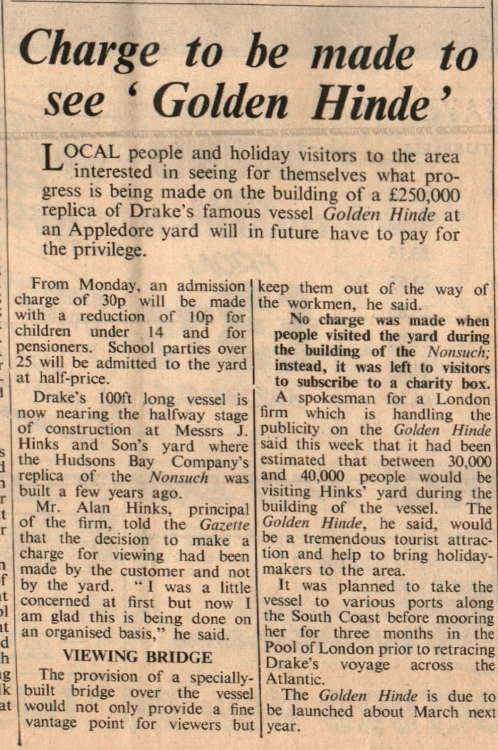 Charge to be made to
see ‘ Golden Hinde ’
LOCAL people and holiday visitors to the area
interested in seeing for themselves what pro-
gress is being made on the building of a £250,000
replica of Drake's famous vessel Golden Hinde at
an Appledore yard will in future have to pay for
the privilege.
From Monday, an admission
charge of 30p will be made
with a reduction of 10p for
children under 14 and for
pensioners. School parties over
25 will be admitted to the yard
at half-price.
Drake's 100ft long vessel is
now nearing the halfway stage
of construction at Messrs J.
Hinks and Son's yard where
the Hudsons Bay Company's
replica of the Nonsuch was
built a few years ago.
Mr. Alan Hinks, principal
of the firm, told the Gazette
that the decision to make a
charge for viewing had been
made by the customer and not
by the yard. “ I was a little
concerned at first but now I
am glad this is being done on
an organised basis,” he said.
VIEWING BRIDGE
The provision of a specially-
built bridge over the vessel
would not only provide a fine
vantage point for viewers but
keep them out of the way of
the workmen, he said.
No charge was made when
people visited the yard during
the building of the Nonsuch;
instead, it was left to visitors
to subscribe to a charity box.
A spokesman for a London
firm which is handling the
publicity on the Golden Hinde
said this week that it had been
estimated that between 30,000
and 40,000 people would be
visiting Hinks' yard during the
building of the vessel. The
Golden Hinde, he said, would
be a tremendous tourist attrac-
tion and help to bring holiday-
makers to the area.
It was planned to take the
vessel to various ports along
the South Coast before mooring
her for three months in the
Pool of London prior to retracing
Drake's voyage across the
Atlantic.
The Golden Hinde is due to
be launched about March next
year.